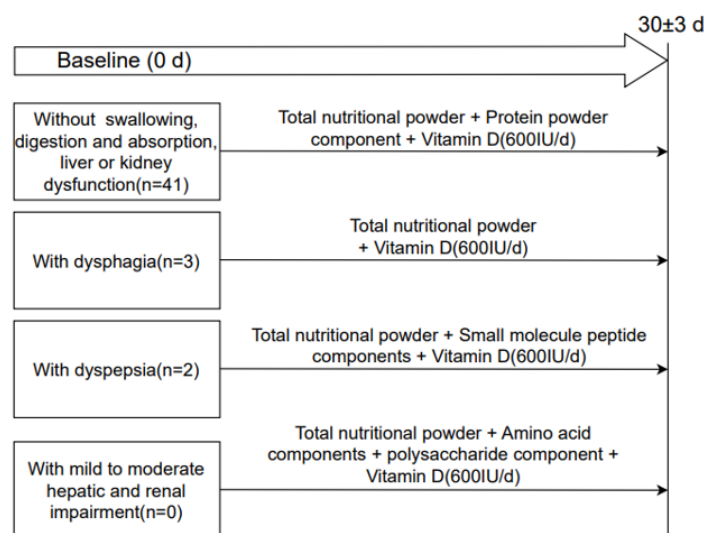 30±3 d
Baseline (0 d)
Without swallowing,
digestion and absorption,
liver or kidney
dysfunction(n=41)
Total nutritional powder + Protein powder
component + Vitamin D(600IU/d)
With dysphagia(n=3)
Total nutritional powder
+ Vitamin D(600IU/d)
With dyspepsia(n=2)
Total nutritional powder + Small molecule peptide
components + Vitamin D(600IU/d)
With mild to moderate
hepatic and renal
impairment(n=0)
Total nutritional powder + Amino acid
components + polysaccharide component +
Vitamin D(600IU/d)